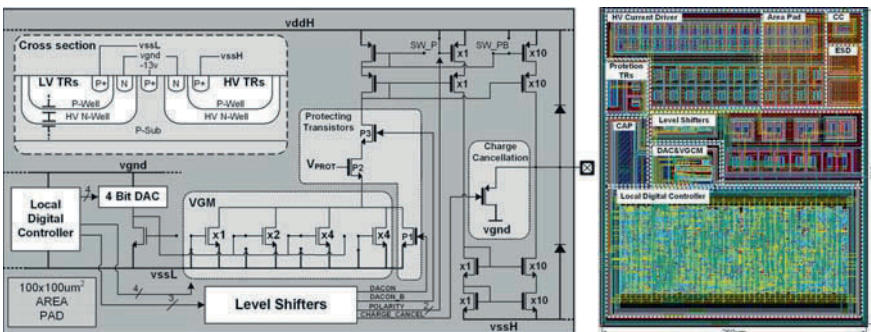 vddH
Cross section
vssL
vgnd
-13v
vssH
LV TRs
P+
N
P+
N
P+
HV TRs
P-Well
P-Well
HV N-Well
HV N-Well
P-Sub
SW_P
SW_PB
x1
x10
x1
x10
Protecting
Transistors
P3
VPROT
P2
Charge
Cancellation
vgnd
vgnd
4
4 Bit DAC
Local
Digital
Controller
VGM
x1
x2
x4
x4
P1
x1
x10
x1
x10
vssL
4
3
100x100um²
AREA
PAD
Level Shifters
DACON
DACON_B
POLARITY
2
CHARGE_CANCEL
vssH
HV Current Driver
Area Pad
CC
ESD
Protetion
TRs
CAP
Level Shifters
DAC&VGCM
Local Digital Controller